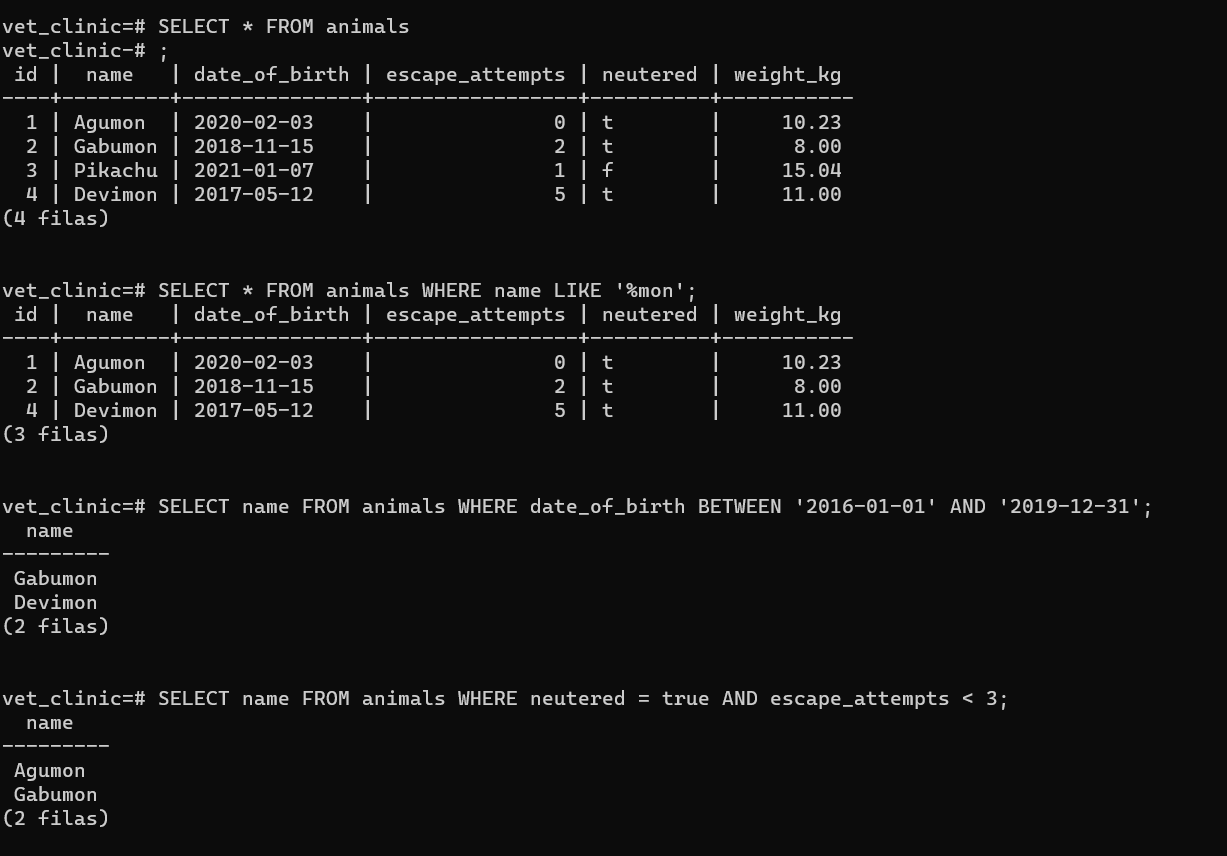 vet_clinic=# SELECT * FROM animals
vet_clinic-# ;
 id |  name   | date_of_birth | escape_attempts | neutered | weight_kg
----+---------+---------------+-----------------+----------+-----------
  1 | Agumon  | 2020-02-03    |               0 | t        |     10.23
  2 | Gabumon | 2018-11-15    |               2 | t        |      8.00
  3 | Pikachu | 2021-01-07    |               1 | f        |     15.04
  4 | Devimon | 2017-05-12    |               5 | t        |     11.00
(4 filas)
vet_clinic=# SELECT * FROM animals WHERE name LIKE '%mon';
 id |  name   | date_of_birth | escape_attempts | neutered | weight_kg
----+---------+---------------+-----------------+----------+-----------
  1 | Agumon  | 2020-02-03    |               0 | t        |     10.23
  2 | Gabumon | 2018-11-15    |               2 | t        |      8.00
  4 | Devimon | 2017-05-12    |               5 | t        |     11.00
(3 filas)
vet_clinic=# SELECT name FROM animals WHERE date_of_birth BETWEEN '2016-01-01' AND '2019-12-31';
  name
---------
 Gabumon
 Devimon
(2 filas)
vet_clinic=# SELECT name FROM animals WHERE neutered = true AND escape_attempts < 3;
  name
---------
 Agumon
 Gabumon
(2 filas)